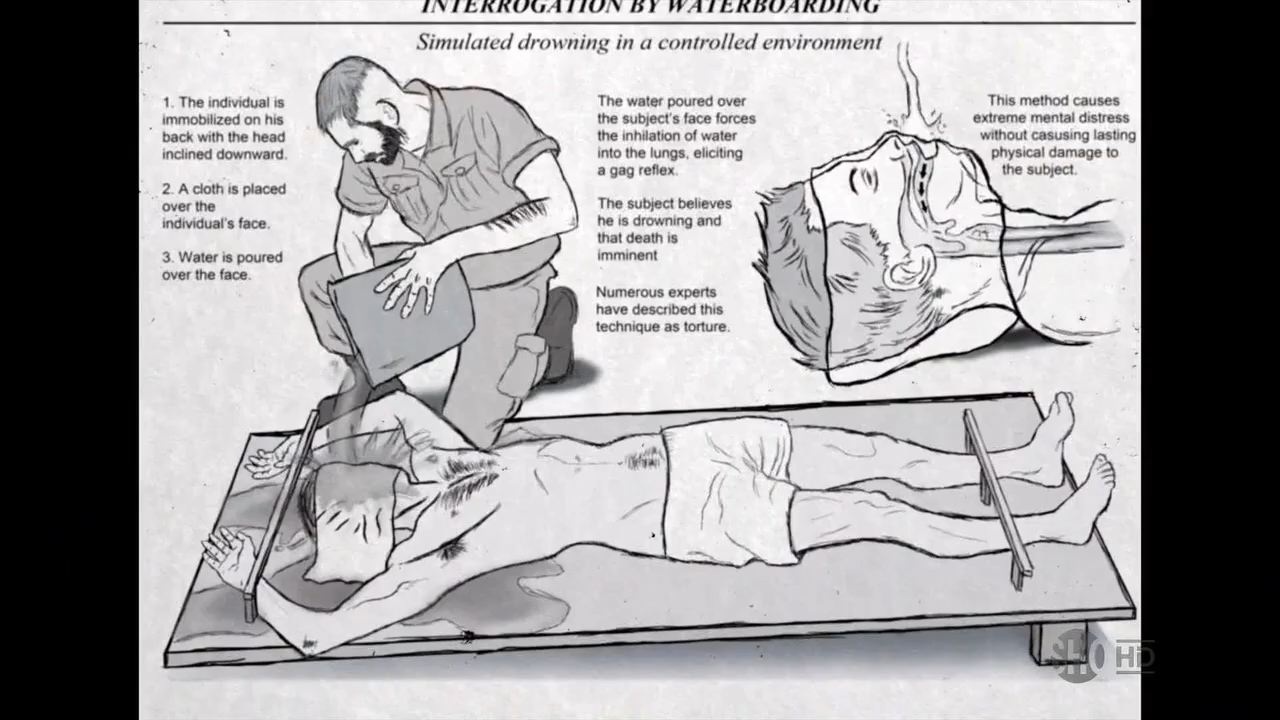 INTERROGATION BY WATERBOARDING
Simulated drowning in a controlled environment
1. The individual is
immobilized on his
back with the head
inclined downward.
2. A cloth is placed
over the
individual's face.
3. Water is poured
over the face.
The water poured over
the subject's face forces
the inhilation of water
into the lungs, eliciting
a gag reflex.
The subject believes
he is drowning and
that death is
imminent
Numerous experts
have described this
technique as torture.
This method causes
extreme mental distress
without casusing lasting
physical damage to
the subject.
SHO HD